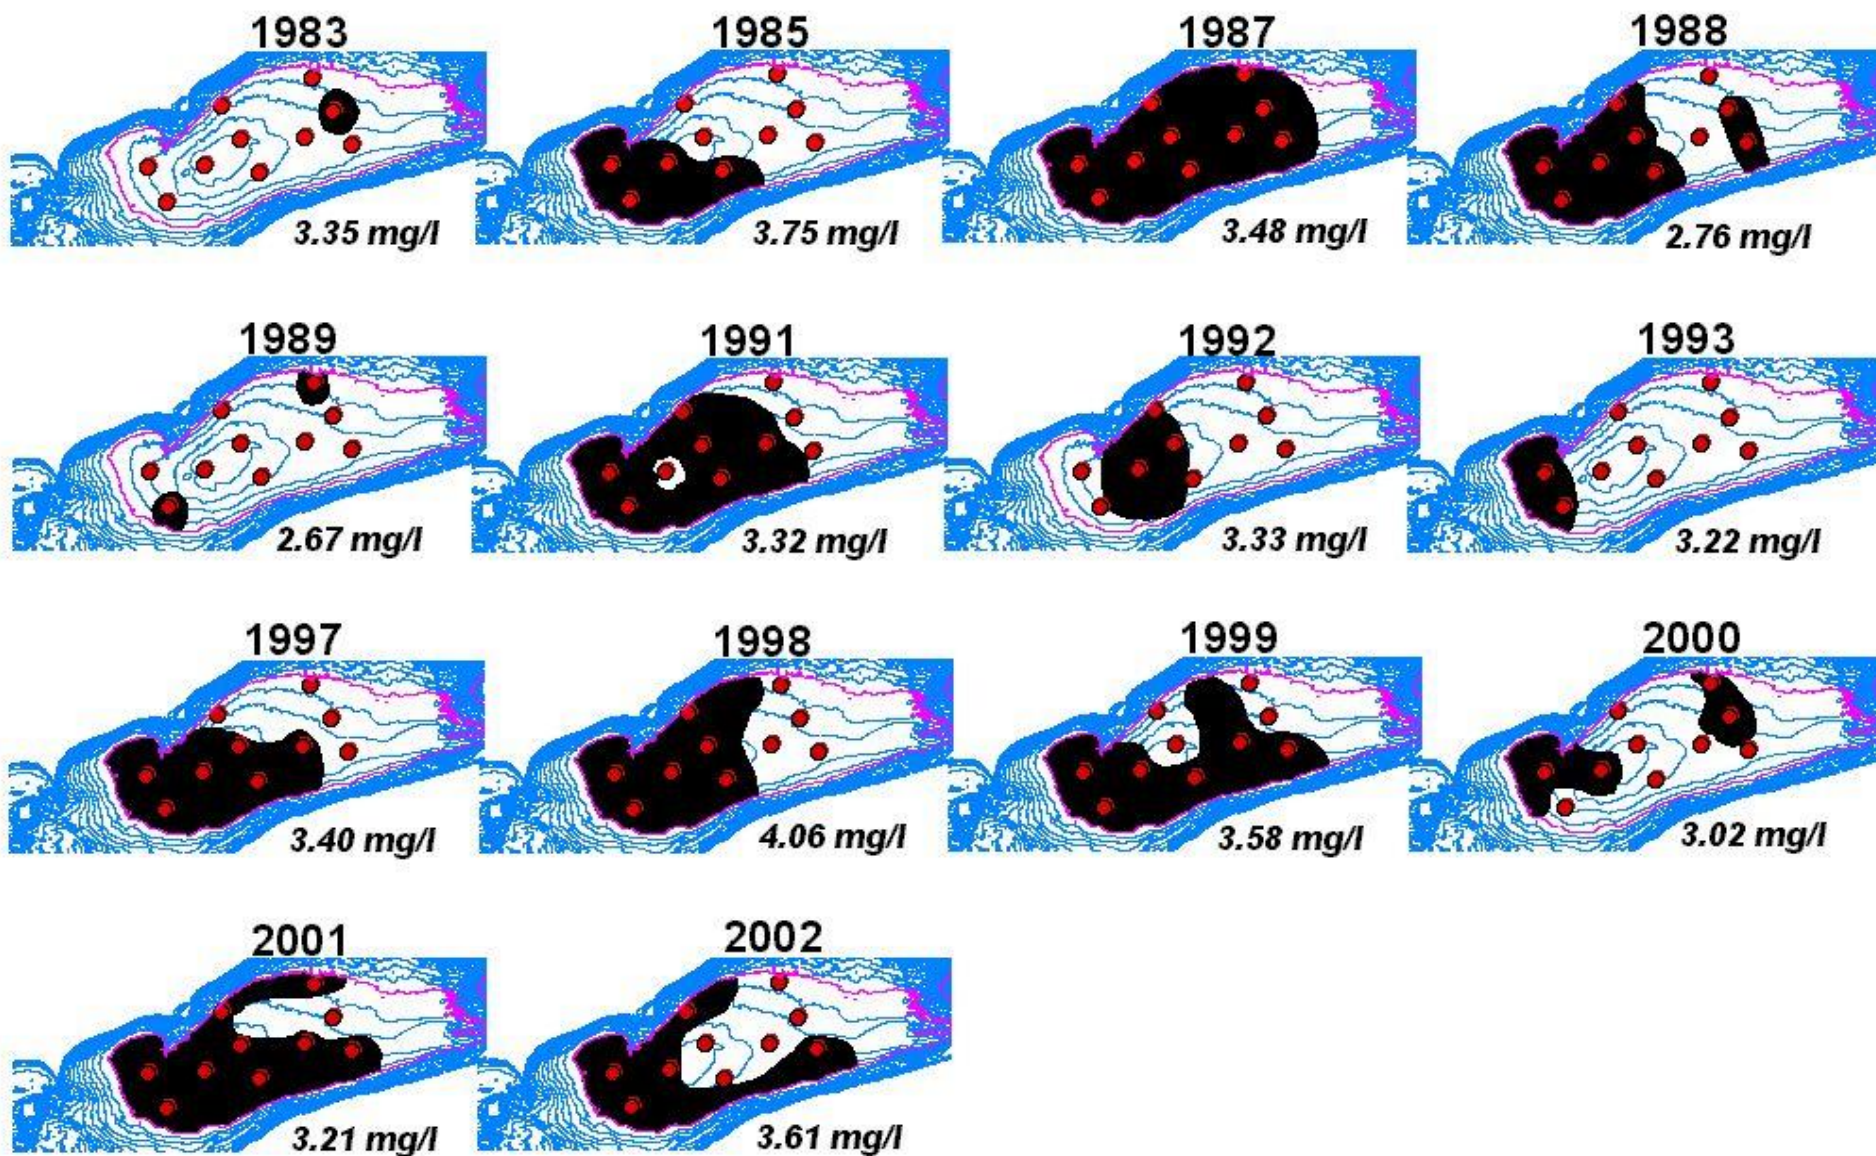 1983 1985 1987 1988
3.35 mg/l 3.75 mg/l 3.48 mg/l 2.76 mg/l
1989 1991 1992 1993
2.67 mg/l 3.32 mg/l 3.33 mg/l 3.22 mg/l
1997 1998 1999 2000
3.40 mg/l 4.06 mg/l 3.58 mg/l 3.02 mg/l
2001 2002
3.21 mg/l 3.61 mg/l